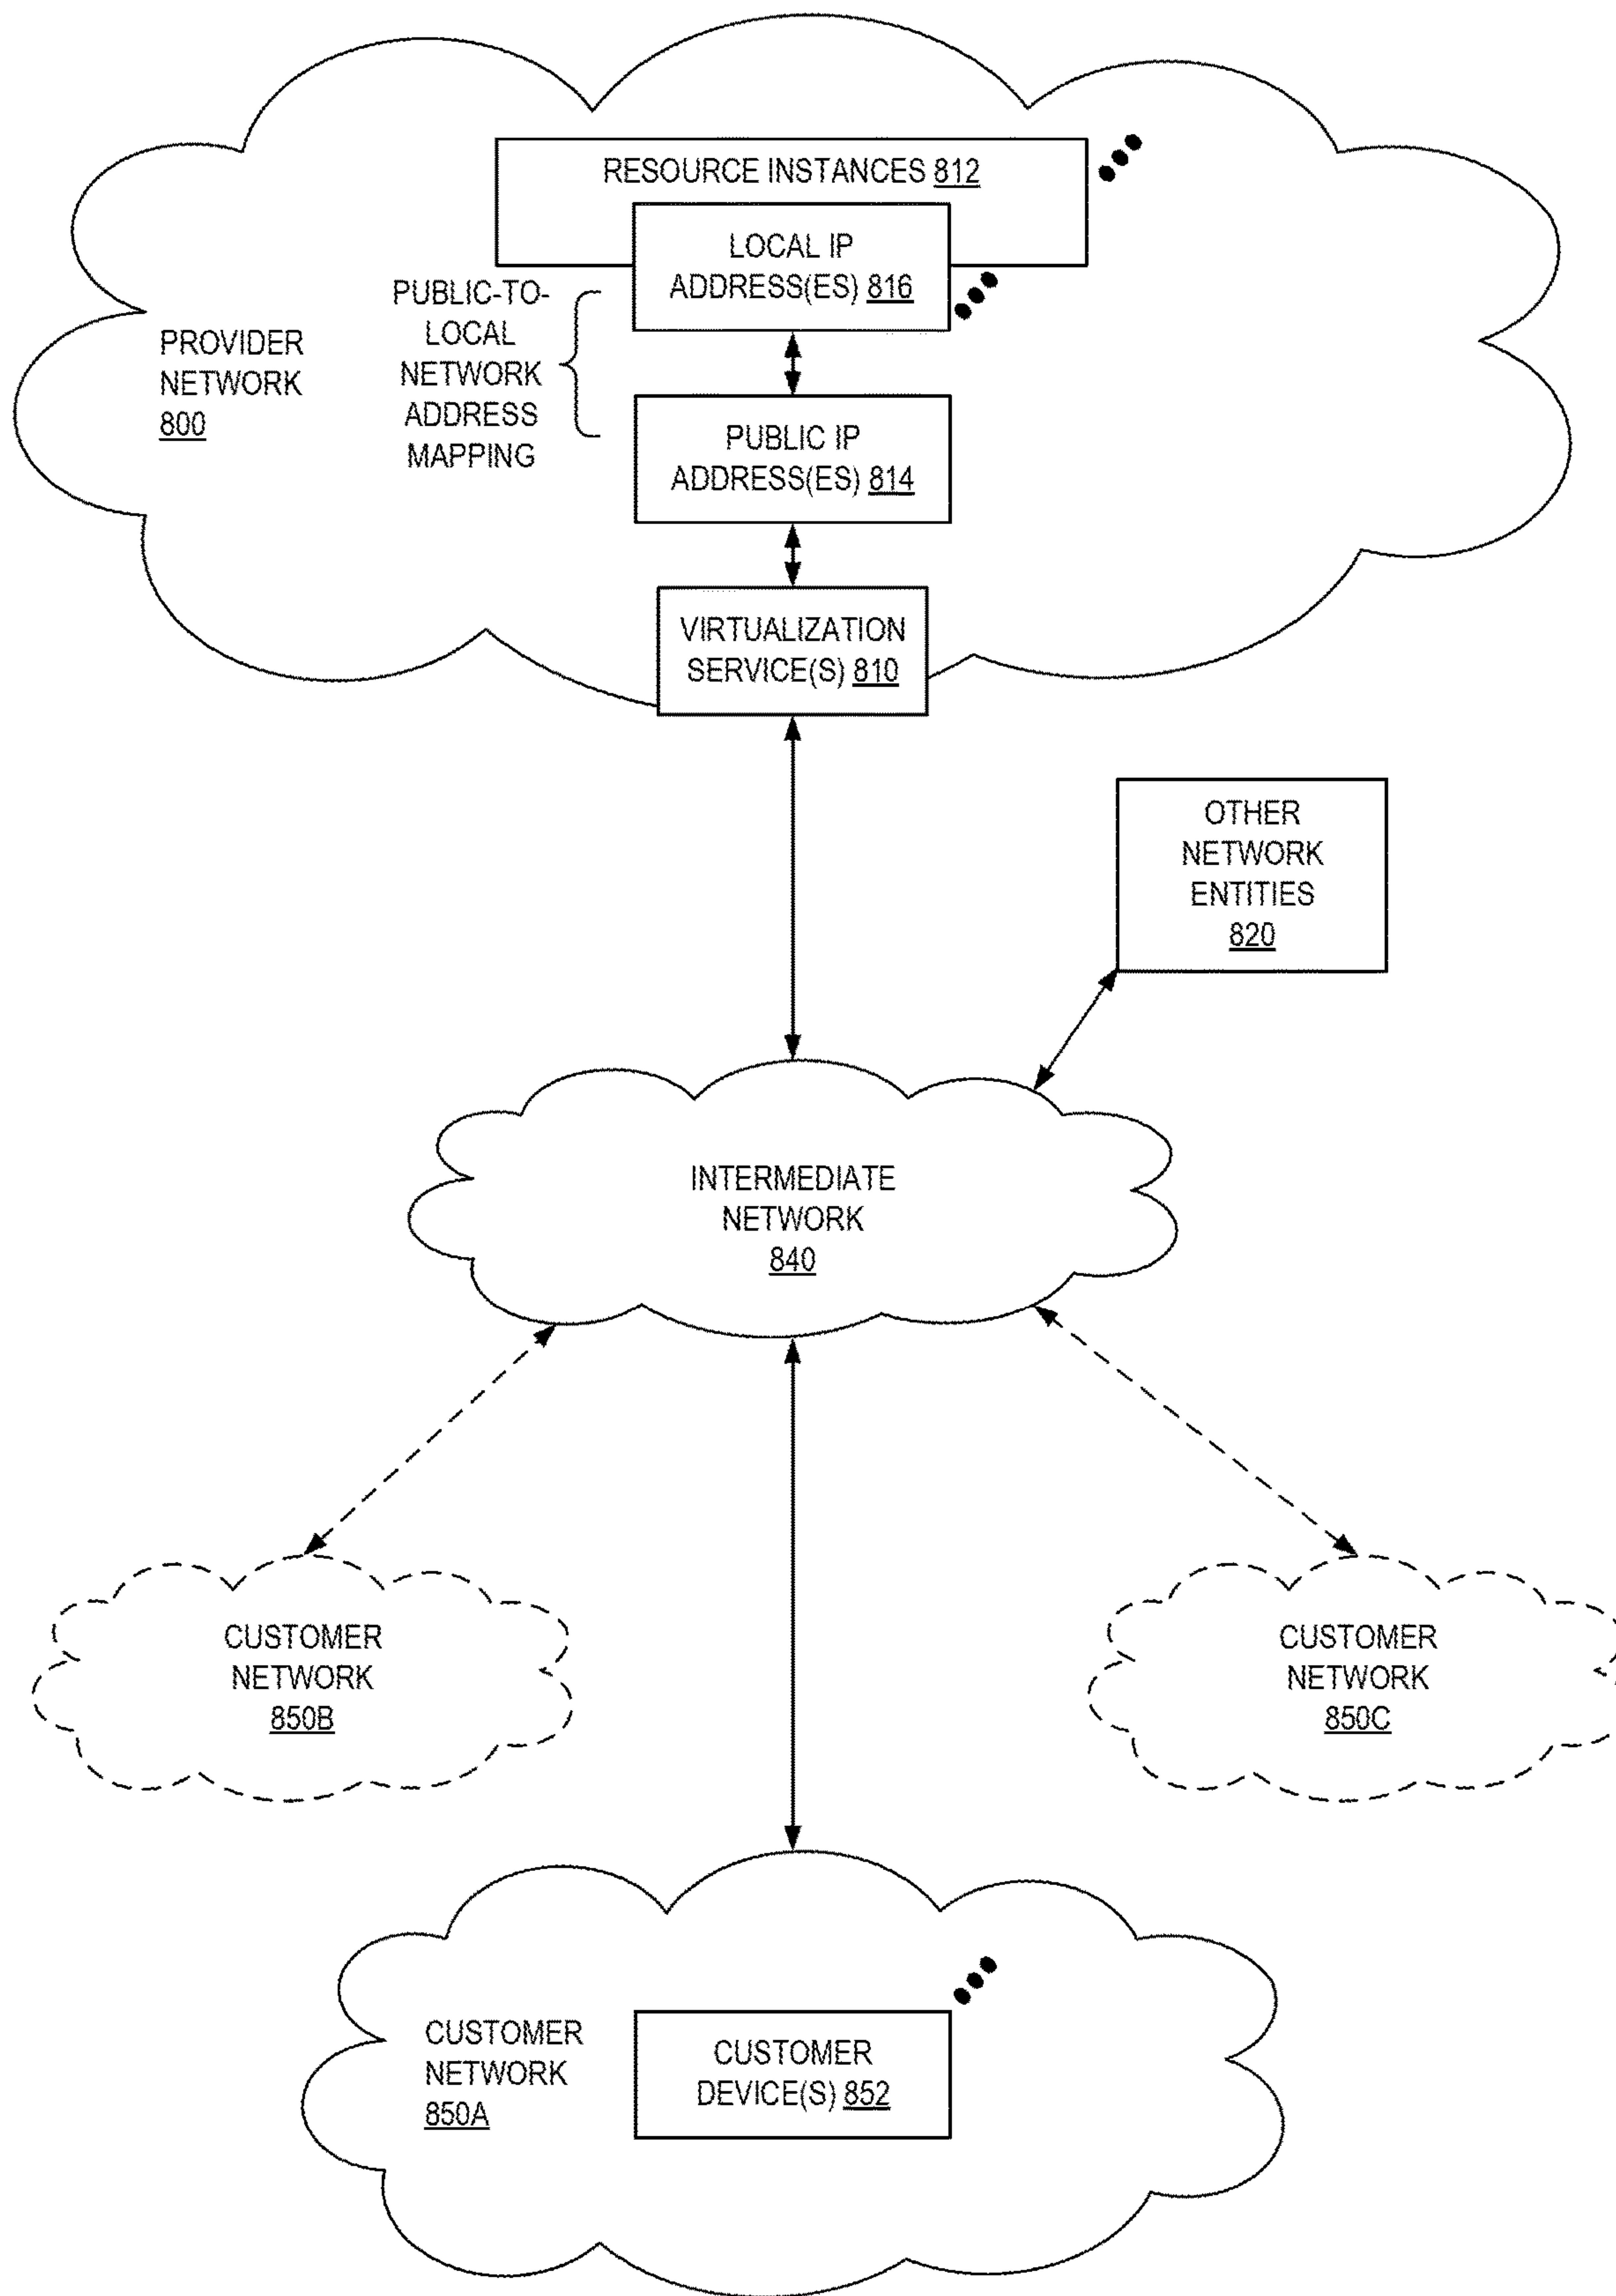 RESOURCE INSTANCES 812
LOCAL IP
ADDRESS(ES) 816
PUBLIC-TO-
LOCAL
NETWORK
ADDRESS
MAPPING
PROVIDER
NETWORK
800
PUBLIC IP
ADDRESS(ES) 814
VIRTUALIZATION
SERVICE(S) 810
OTHER
NETWORK
ENTITIES
820
INTERMEDIATE
NETWORK
840
CUSTOMER
NETWORK
850B
CUSTOMER
NETWORK
850C
CUSTOMER
NETWORK
850A
CUSTOMER
DEVICE(S) 852